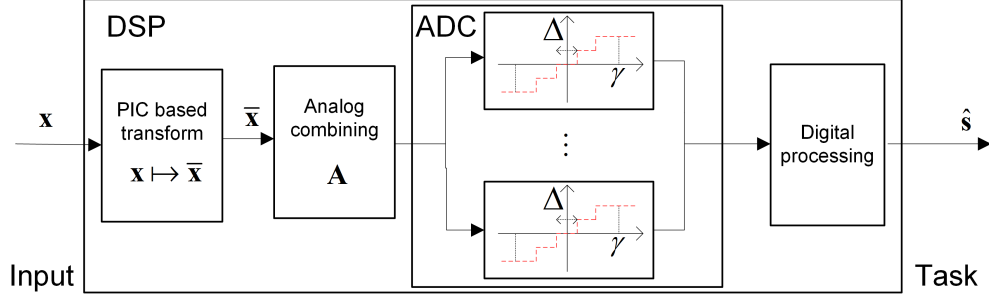 DSP
ADC
x
PIC based
transform
x ↦ x̄
x̄
Analog
combining
A
Δ
γ
⋮
Δ
γ
Digital
processing
ŝ
Input
Task